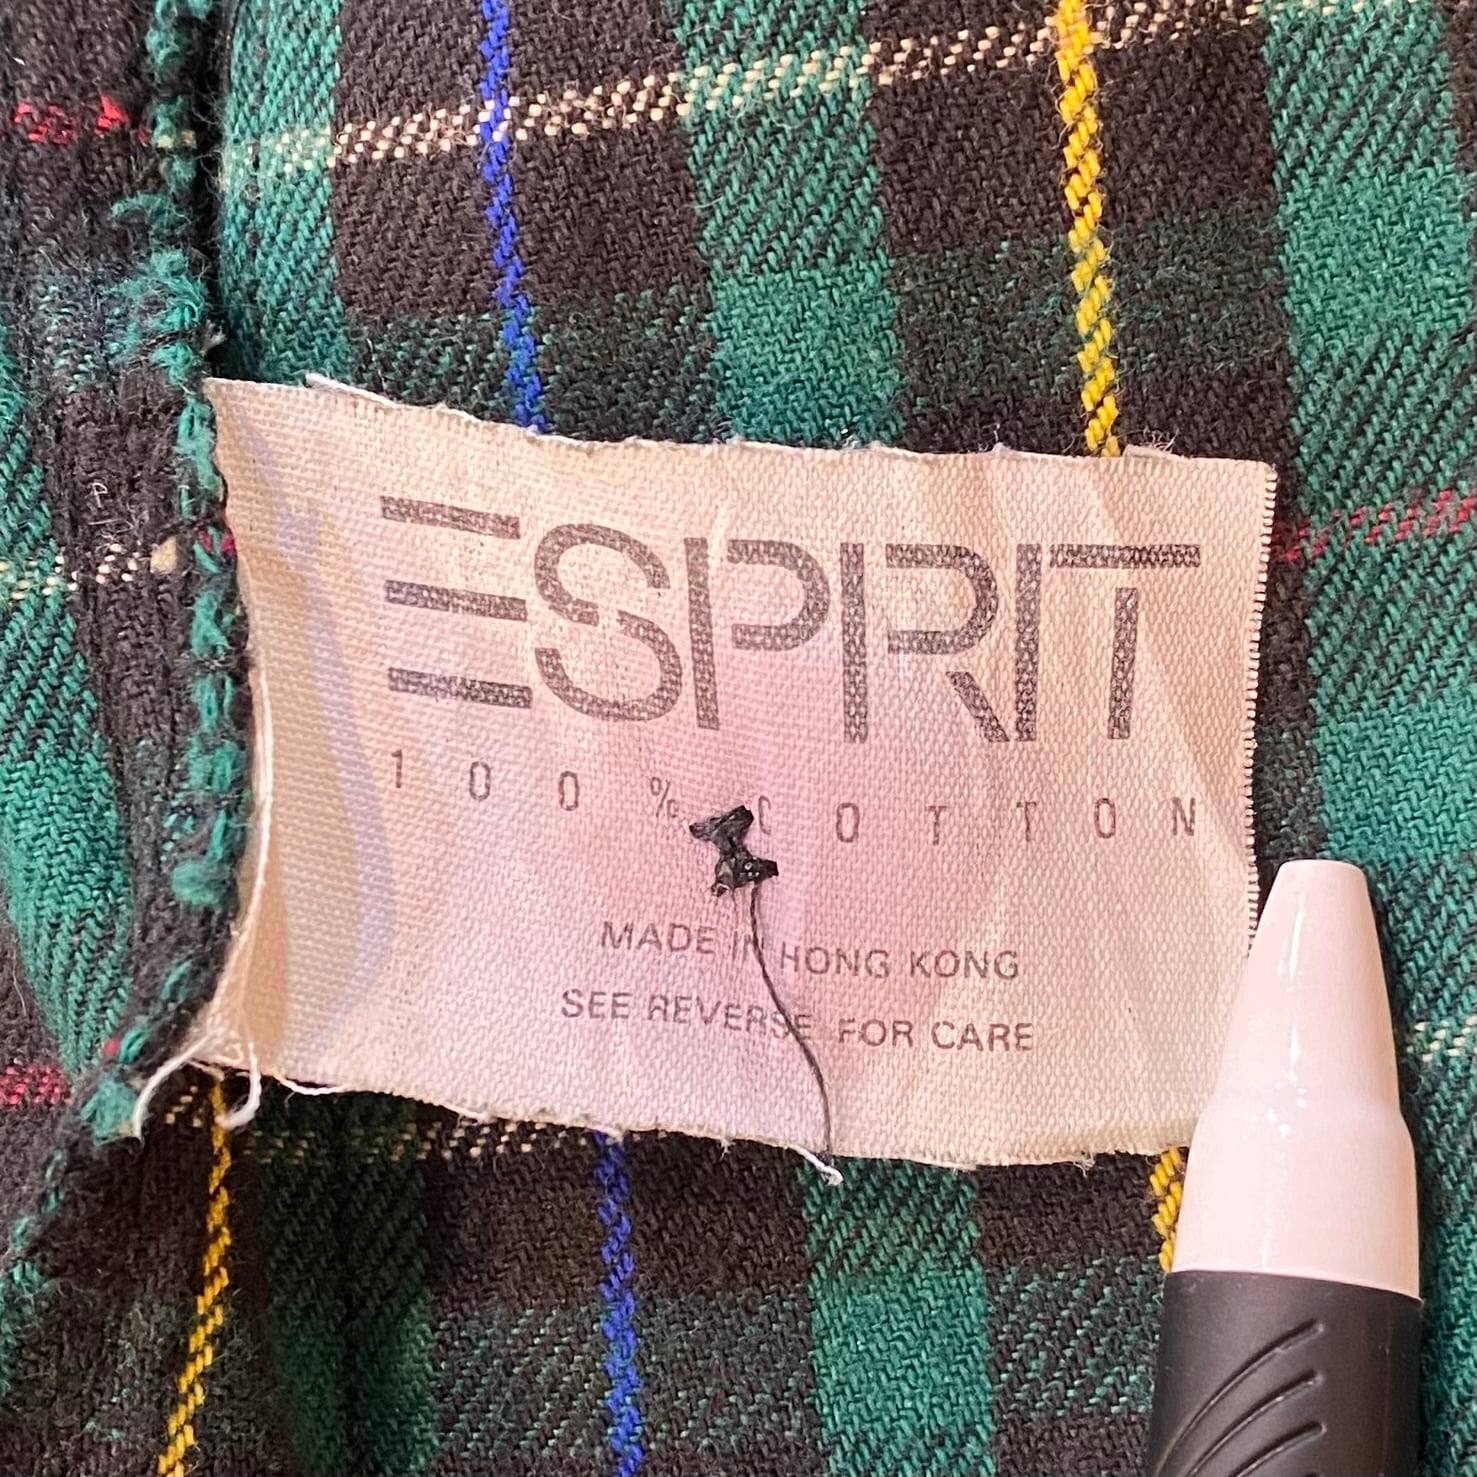 ESPRIT
100% COTTON
MADE IN HONG KONG
SEE REVERSE FOR CARE